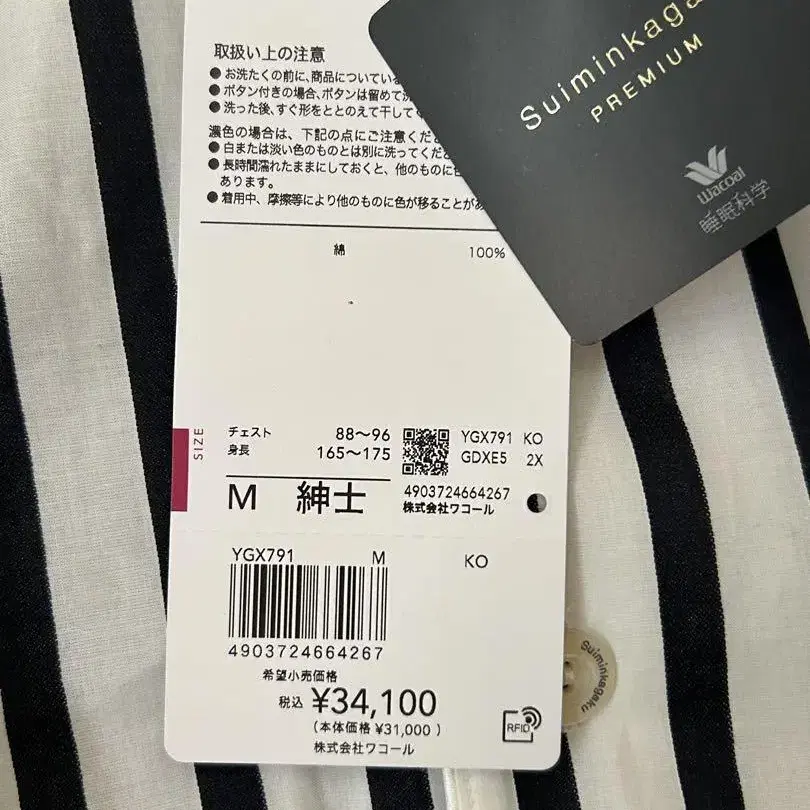 取扱い上の注意
●お洗たくの前に、商品についている
●ボタン付きの場合、ボタンは留めて
●洗った後、すぐ形をととのえて干して
濃色の場合は、下記の点にご注意くだ
●白または淡い色のものとは別に洗ってくだ
●長時間濡れたままにしておくと、他のものに
あります。
●着用中、摩擦等により他のものに色が移ることが
綿 100%
Suiminkaga
PREMIUM
wacoal
睡眠科学
SIZE
チェスト 88〜96
身長 165〜175
M 紳士
YGX791 KO
GDXE5 2X
4903724664267
株式会社ワコール
YGX791 M KO
4903724664267
希望小売価格
税込 ¥34,100
(本体価格 ¥31,000 )
株式会社ワコール
RFID
Suiminkagaku